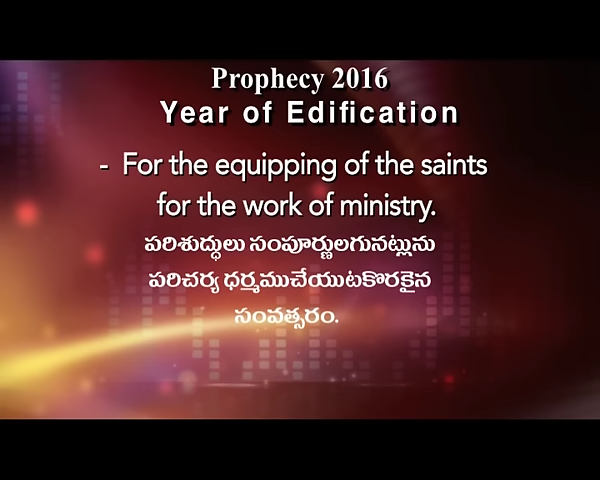 Prophecy 2016
Year of Edification
- For the equipping of the saints
for the work of ministry.
పరిశుద్ధులు సంపూర్ణులగునట్లును
పరిచర్య ధర్మముచేయుటకొరకైన
సంవత్సరం.